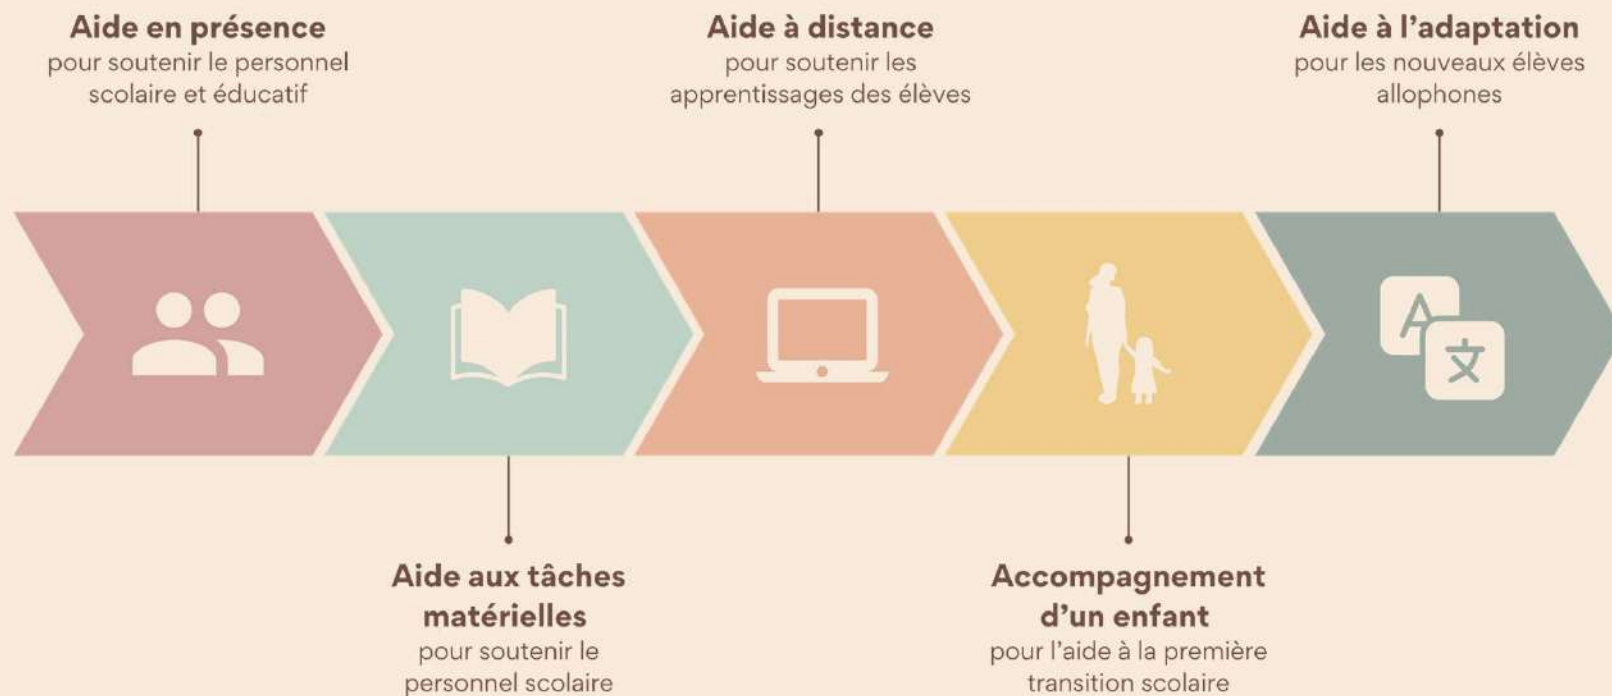 Aide en présence
pour soutenir le personnel
scolaire et éducatif
Aide aux tâches
matérielles
pour soutenir le
personnel scolaire
Aide à distance
pour soutenir les
apprentissages des élèves
Accompagnement
d'un enfant
pour l'aide à la première
transition scolaire
Aide à l'adaptation
pour les nouveaux élèves
allophones
A
文